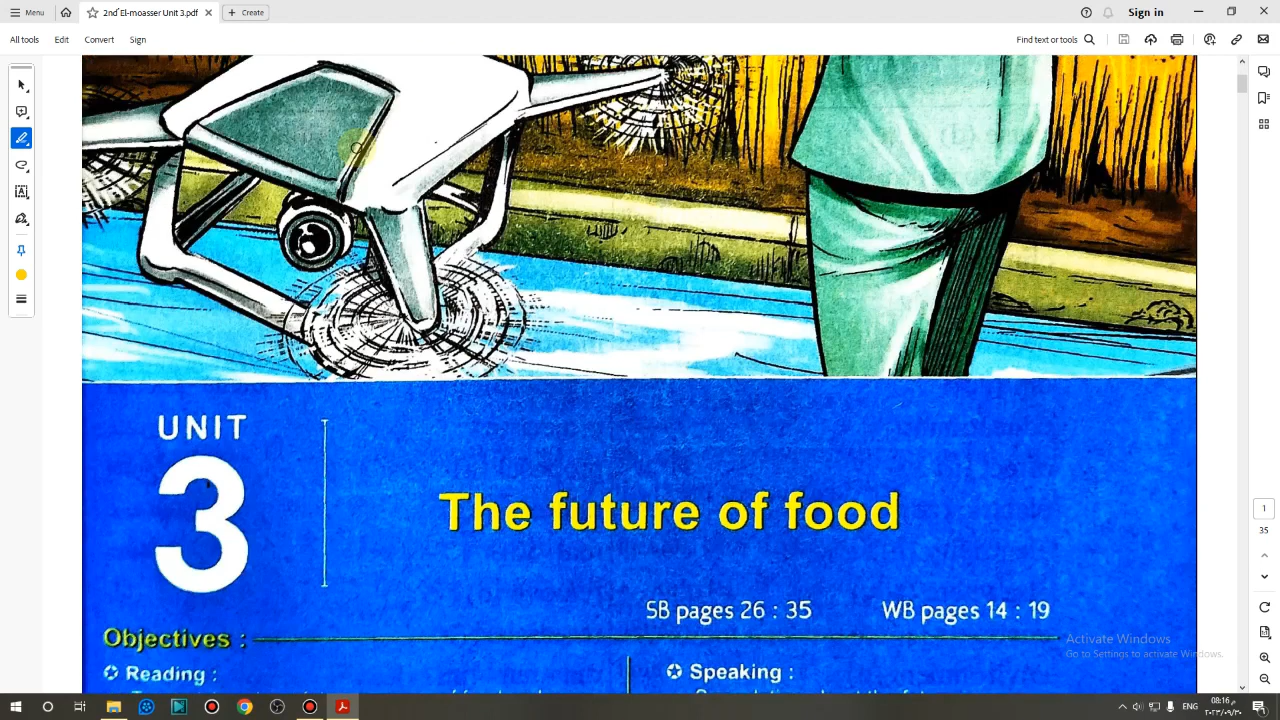 Menu
2nd El-moasser Unit 3.pdf
Create
Sign in
All tools
Edit
Convert
Sign
Find text or tools
UNIT
3
The future of food
SB pages 26 : 35
WB pages 14 : 19
Objectives :
Reading :
Speaking :
1
35
Activate Windows
Go to Settings to activate Windows.
ENG
08:16 م